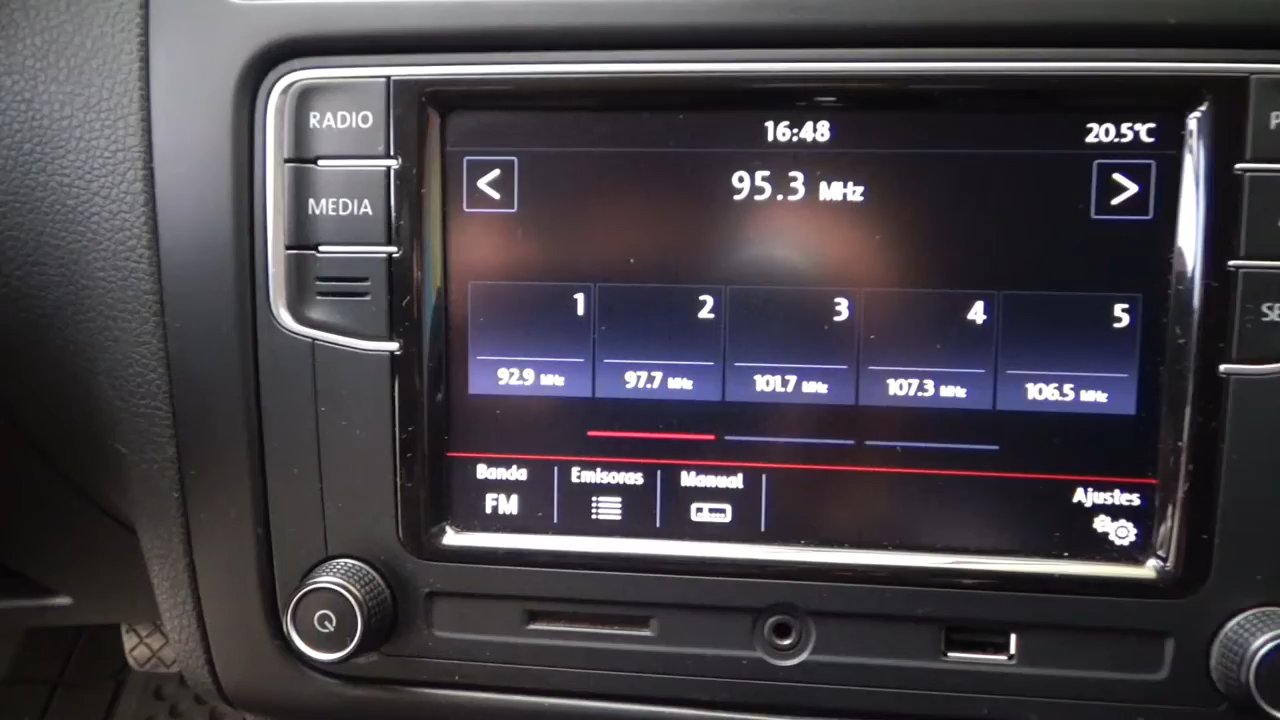 RADIO
MEDIA
16:48
20.5°C
<
95.3 MHz
>
1
2
3
4
5
92.9 MHz
97.7 MHz
101.7 MHz
107.3 MHz
106.5 MHz
Banda
FM
Emisoras
Manual
Ajustes